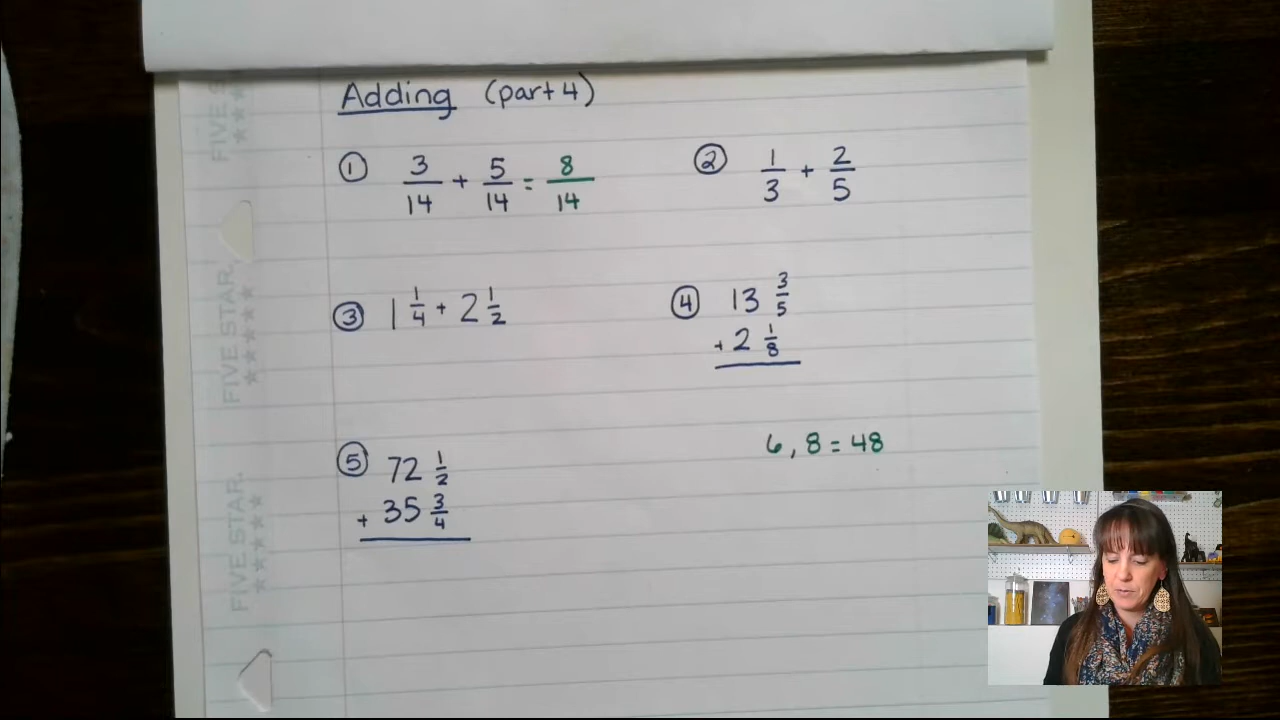 Adding (part 4)
① 3/14 + 5/14 = 8/14
② 1/3 + 2/5
③ 1 1/4 + 2 1/2
④ 13 3/5
+ 2 1/8
⑤ 72 1/2
+ 35 3/4
6, 8 = 48
FIVE S
FIVE STAR.
FIVE STAR.